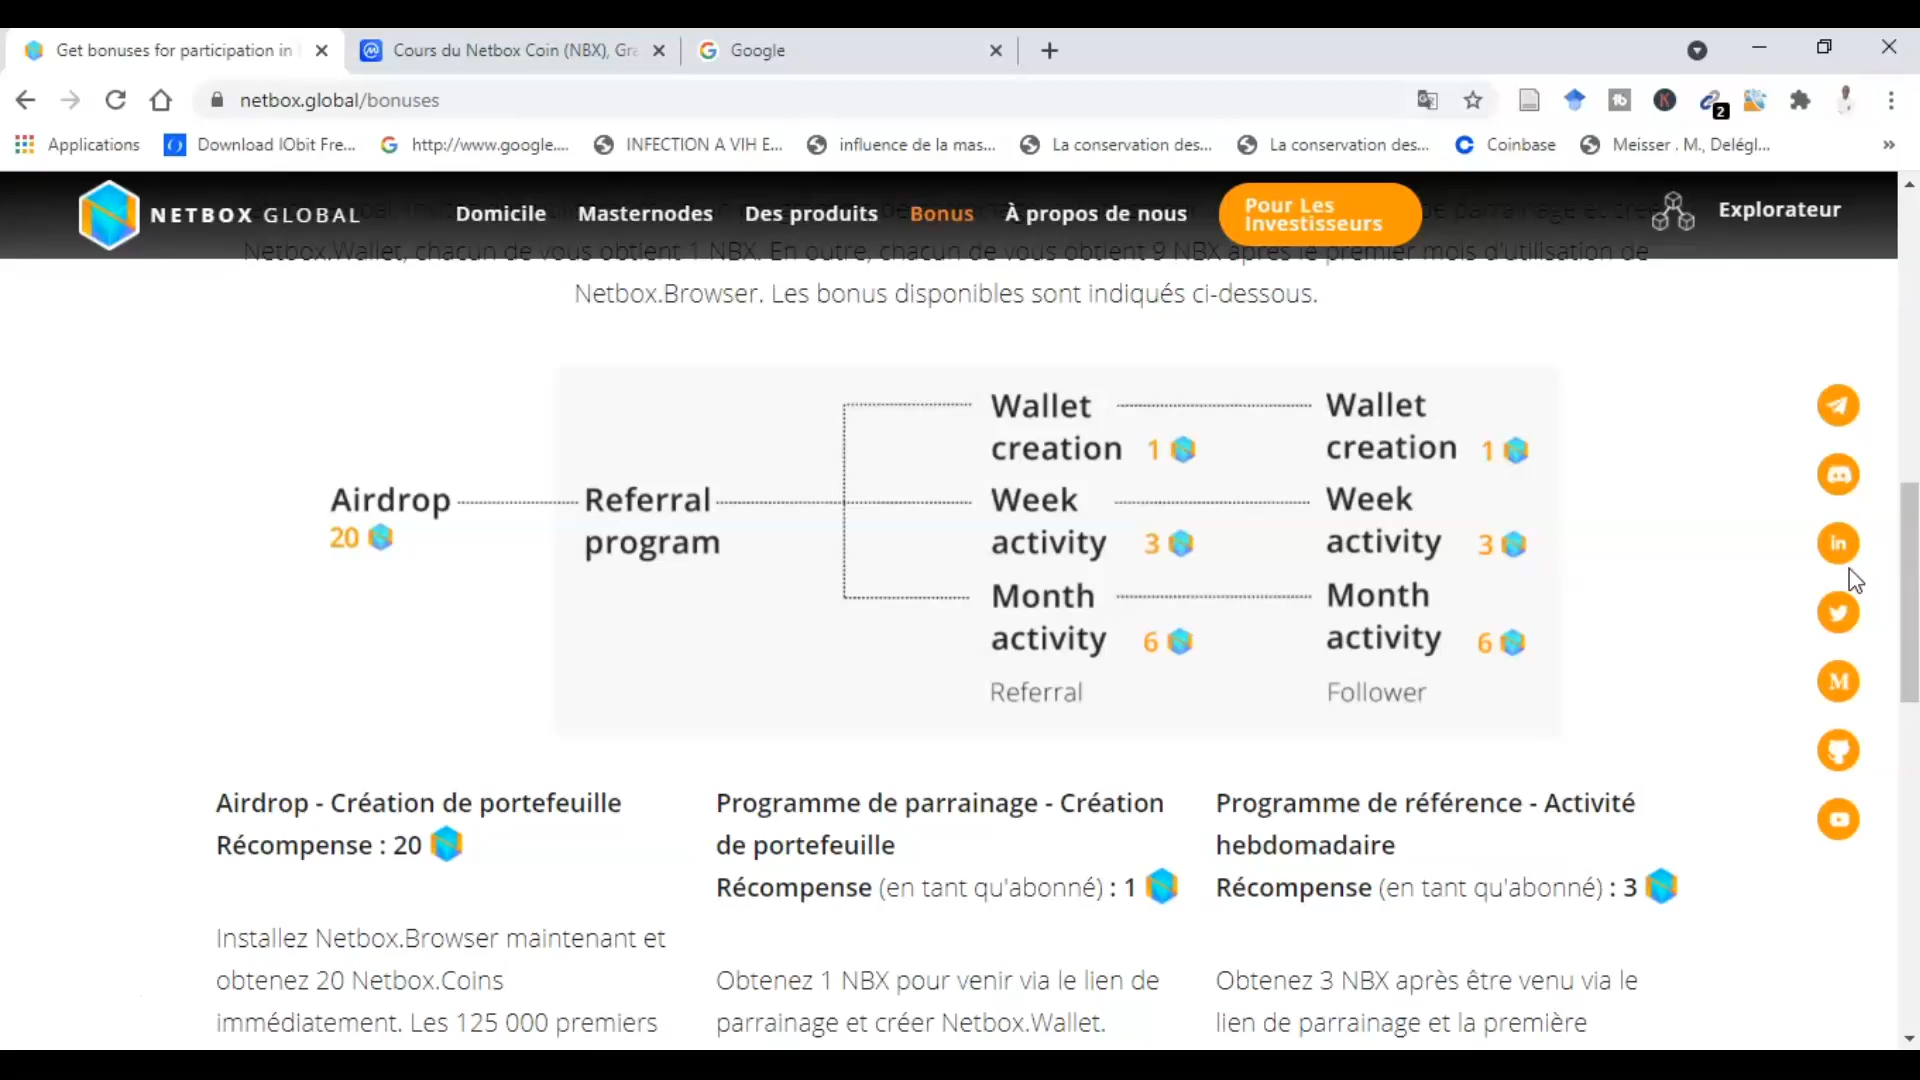 Get bonuses for participation in
Cours du Netbox Coin (NBX), Gra
Google
netbox.global/bonuses
2
Applications
Download IObit Fre...
http://www.google....
INFECTION A VIH E...
influence de la mas...
La conservation des...
La conservation des...
Coinbase
Meisser . M., Delégl...
»
NETBOX GLOBAL
Domicile
Masternodes
Des produits
Bonus
À propos de nous
Pour Les
Investisseurs
Explorateur
de parrainage et
Netbox.Wallet, chacun de vous obtient 1 NBX. En outre, chacun de vous obtient 9 NBX après le premier mois d'utilisation de
Netbox.Browser. Les bonus disponibles sont indiqués ci-dessous.
Airdrop
20
Referral
program
Wallet
creation 1
Week
activity 3
Month
activity 6
Referral
Wallet
creation 1
Week
activity 3
Month
activity 6
Follower
Airdrop - Création de portefeuille
Récompense : 20
Installez Netbox.Browser maintenant et
obtenez 20 Netbox.Coins
immédiatement. Les 125 000 premiers
Programme de parrainage - Création
de portefeuille
Récompense (en tant qu'abonné) : 1
Obtenez 1 NBX pour venir via le lien de
parrainage et créer Netbox.Wallet.
Programme de référence - Activité
hebdomadaire
Récompense (en tant qu'abonné) : 3
Obtenez 3 NBX après être venu via le
lien de parrainage et la première